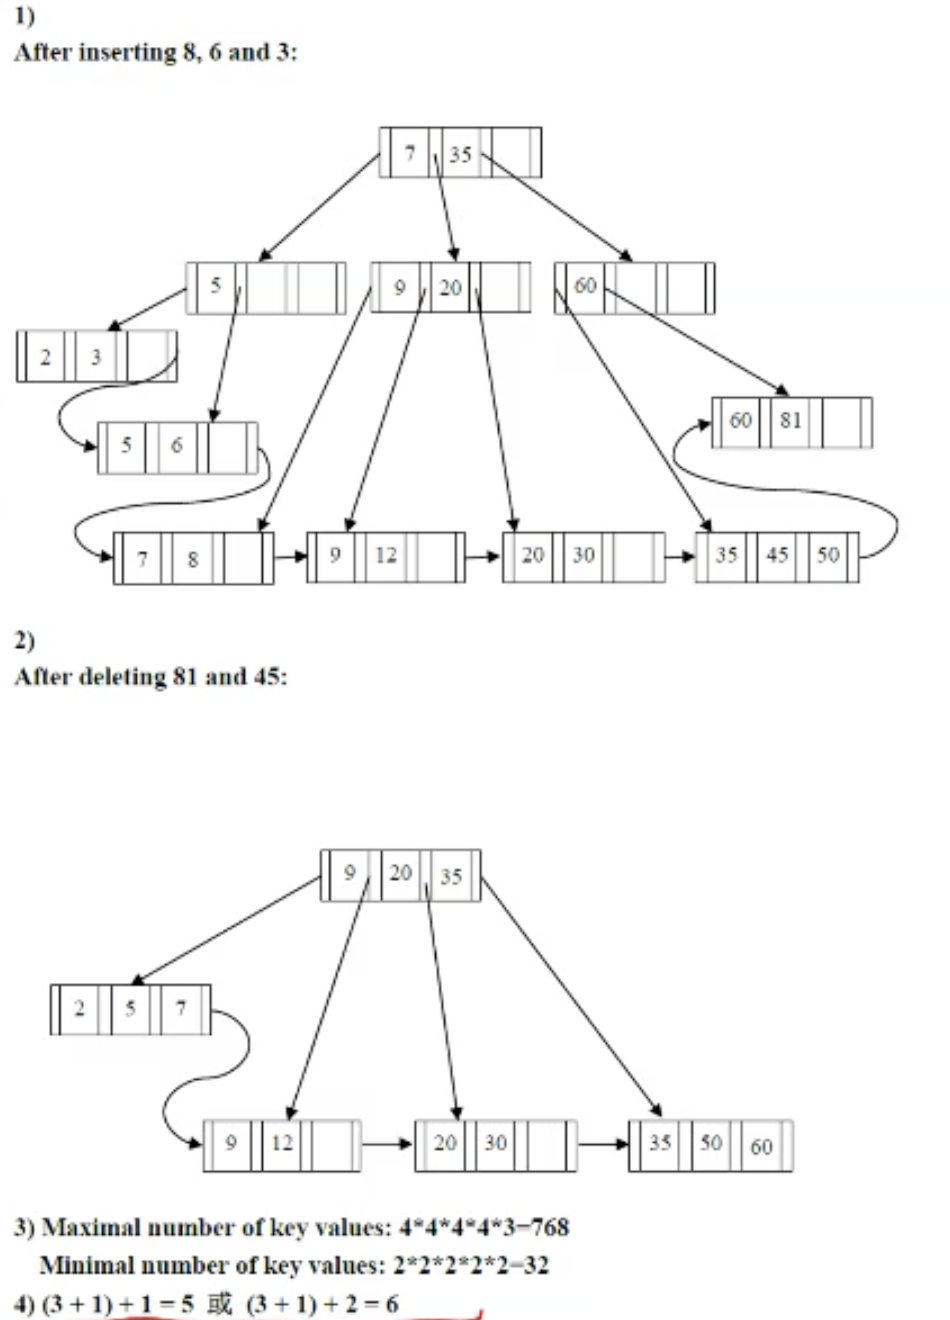 1)
After inserting 8, 6 and 3:
7 35
5 9 20 60
2 3
60 81
5 6
7 8 9 12 20 30 35 45 50
2)
After deleting 81 and 45:
9 20 35
2 5 7
9 12 20 30 35 50 60
3) Maximal number of key values: 4*4*4*4*3=768
Minimal number of key values: 2*2*2*2*2=32
4) (3 + 1) + 1 = 5 或 (3 + 1) + 2 = 6